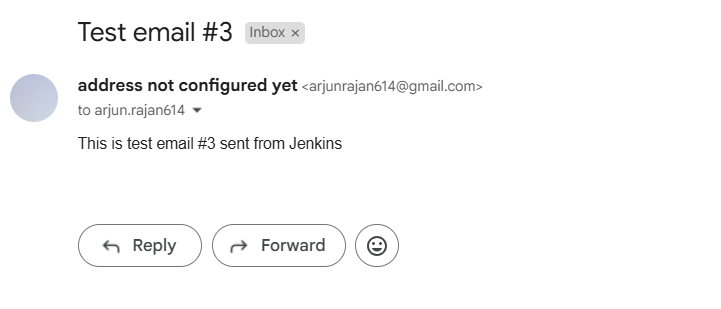 Test email #3 Inbox ×
address not configured yet <arjunrajan614@gmail.com>
to arjun.rajan614
This is test email #3 sent from Jenkins
Reply Forward